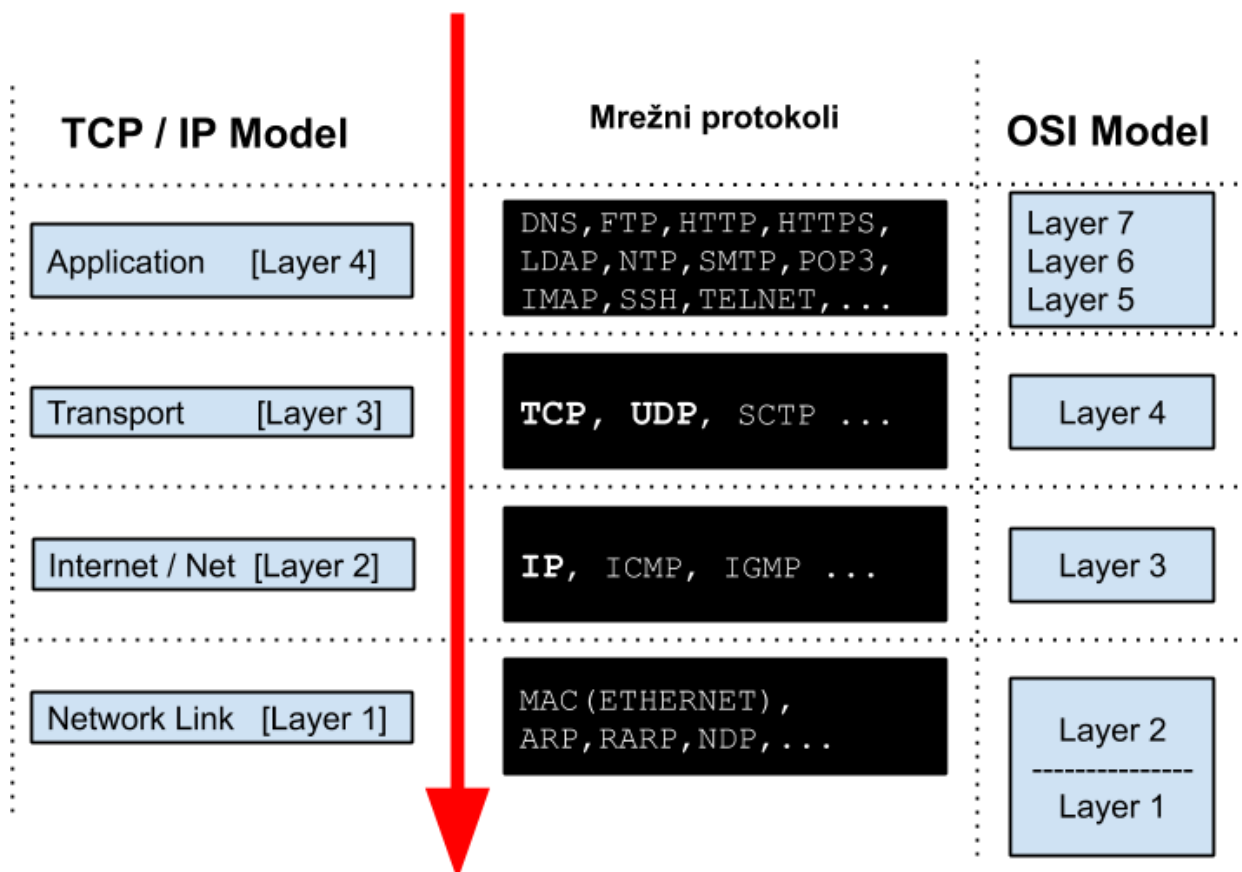 TCP / IP Model
Mrežni protokoli
OSI Model
Application [Layer 4]
DNS,FTP,HTTP,HTTPS,
LDAP,NTP,SMTP,POP3,
IMAP,SSH,TELNET,...
Layer 7
Layer 6
Layer 5
Transport [Layer 3]
TCP, UDP, SCTP ...
Layer 4
Internet / Net [Layer 2]
IP, ICMP, IGMP ...
Layer 3
Network Link [Layer 1]
MAC(ETHERNET),
ARP,RARP,NDP,...
Layer 2
---------------
Layer 1